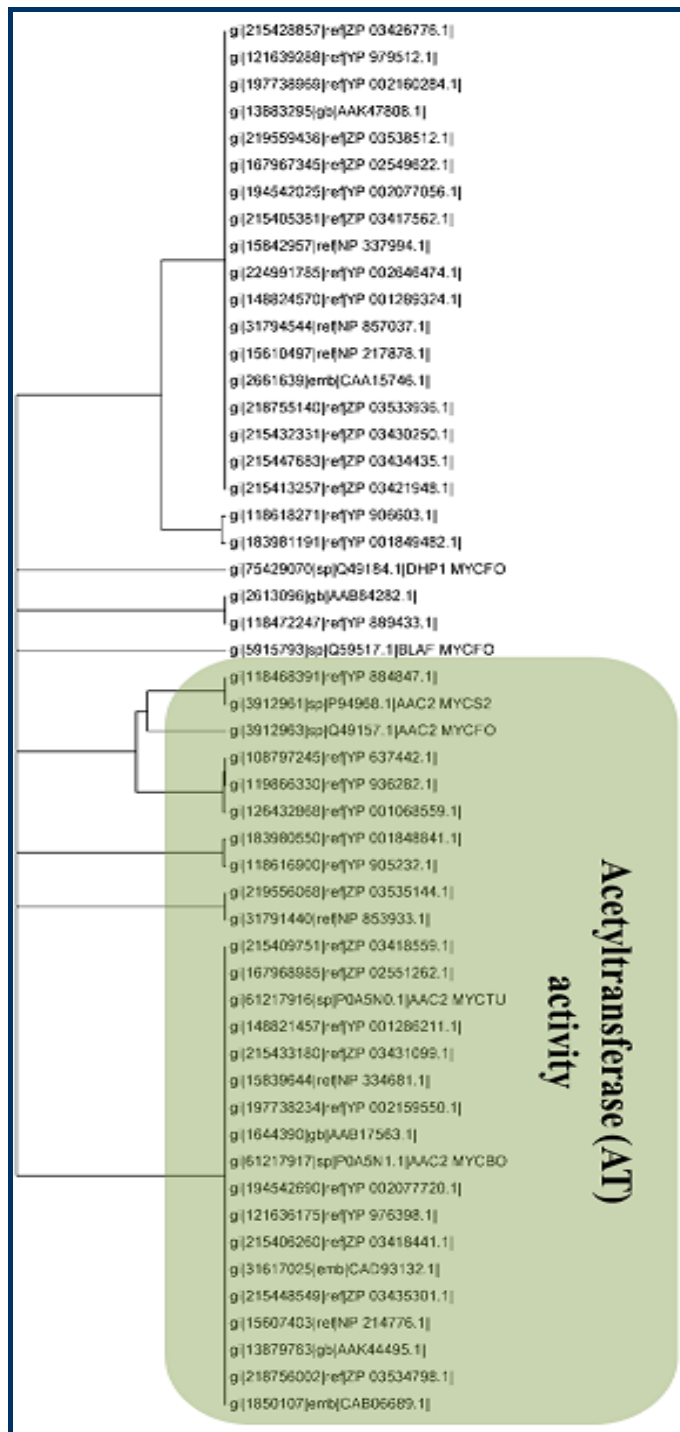 gi|215428857|ref|ZP 03426776.1||
gi|121639288|ref|YP 979512.1||
gi|197738969|ref|YP 002160284.1|
gi|13883295|gb|AAK47808.1|
gi|219559436|ref|ZP 03538512.1||
gi|167967345|ref|ZP 02549622.1||
gi|194542025|ref|YP 002077056.1|
gi|215405381|ref|ZP 03417562.1||
gi|15842957|ref|NP 337994.1||
gi|224991785|ref|YP 002646474.1|
gi|148824570|ref|YP 001289324.1|
gi|31794544|ref|NP 857037.1||
gi|15610497|ref|NP 217878.1||
gi|2661639|emb|CAA15746.1|
gi|218755140|ref|ZP 03533936.1||
gi|215432331|ref|ZP 03430250.1||
gi|215447683|ref|ZP 03434435.1||
gi|215413257|ref|ZP 03421948.1||
gi|118618271|ref|YP 906603.1||
gi|183981191|ref|YP 001849482.1|
gi|75429070|sp|Q49184.1|DHP1 MYCFO
gi|2613096|gb|AAB84282.1|
gi|118472247|ref|YP 889433.1||
gi|5915793|sp|Q59517.1|BLAF MYCFO
gi|118468391|ref|YP 884847.1||
gi|3912961|sp|P94968.1|AAC2 MYCS2
gi|3912963|sp|Q49157.1|AAC2 MYCFO
gi|108797245|ref|YP 637442.1||
gi|119866330|ref|YP 936282.1||
gi|126432868|ref|YP 001068559.1|
gi|183980550|ref|YP 001848841.1|
gi|118616900|ref|YP 905232.1||
gi|219556068|ref|ZP 03535144.1||
gi|31791440|ref|NP 853933.1||
gi|215409751|ref|ZP 03418559.1||
gi|167968985|ref|ZP 02551262.1||
gi|61217916|sp|P0A5N0.1|AAC2 MYCTU
gi|148821457|ref|YP 001286211.1|
gi|215433180|ref|ZP 03431099.1||
gi|15839644|ref|NP 334681.1||
gi|197738234|ref|YP 002159550.1|
gi|1644390|gb|AAB17563.1|
gi|61217917|sp|P0A5N1.1|AAC2 MYCBO
gi|194542690|ref|YP 002077720.1|
gi|121636175|ref|YP 976398.1||
gi|215406260|ref|ZP 03418441.1||
gi|31617025|emb|CAD93132.1|
gi|215448549|ref|ZP 03435301.1||
gi|15607403|ref|NP 214776.1||
gi|13879763|gb|AAK44495.1|
gi|218756002|ref|ZP 03534798.1||
gi|1850107|emb|CAB06689.1|
Acetyltransferase (AT)
activity